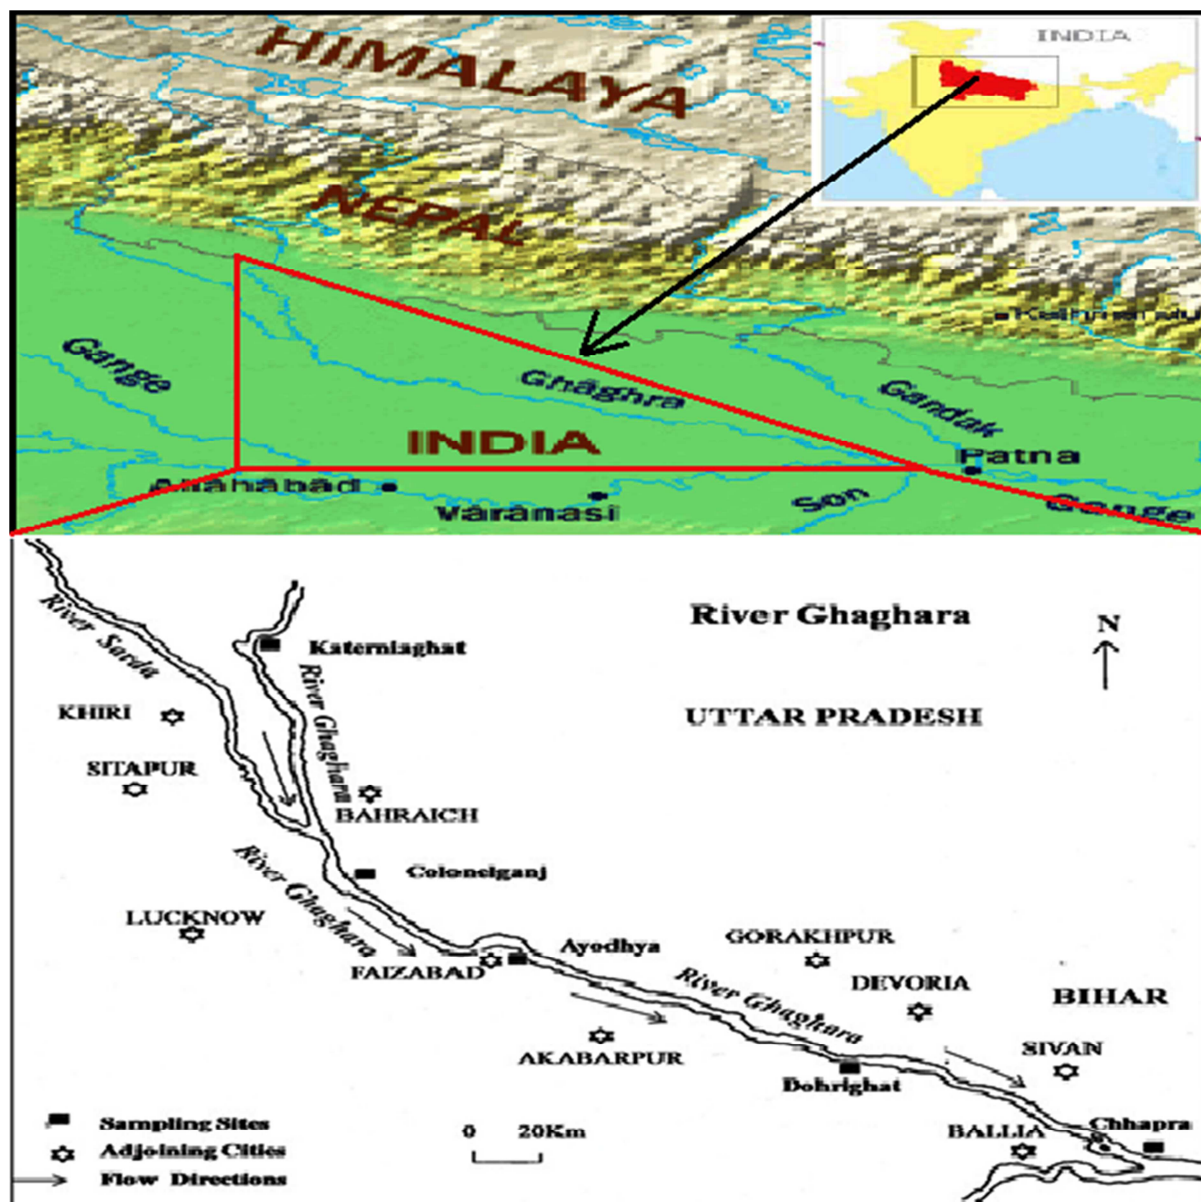 HIMALAYA
INDIA
NEPAL
Gange
Ghaghra
Gandak
INDIA
Patna
Allahabad
Varanasi
Son
Gange
River Ghaghara
N
River Sarda
Katerniaghat
River Ghaghara
KHIRI
UTTAR PRADESH
SITAPUR
BAHRAICH
Colonelganj
River Ghaghara
LUCKNOW
FAIZABAD
Ayodhya
GORAKHPUR
River Ghaghara
DEVORIA
BIHAR
AKABARPUR
SIVAN
Dohrighat
Chhapra
BALLIA
Sampling Sites
0 20Km
Adjoining Cities
Flow Directions